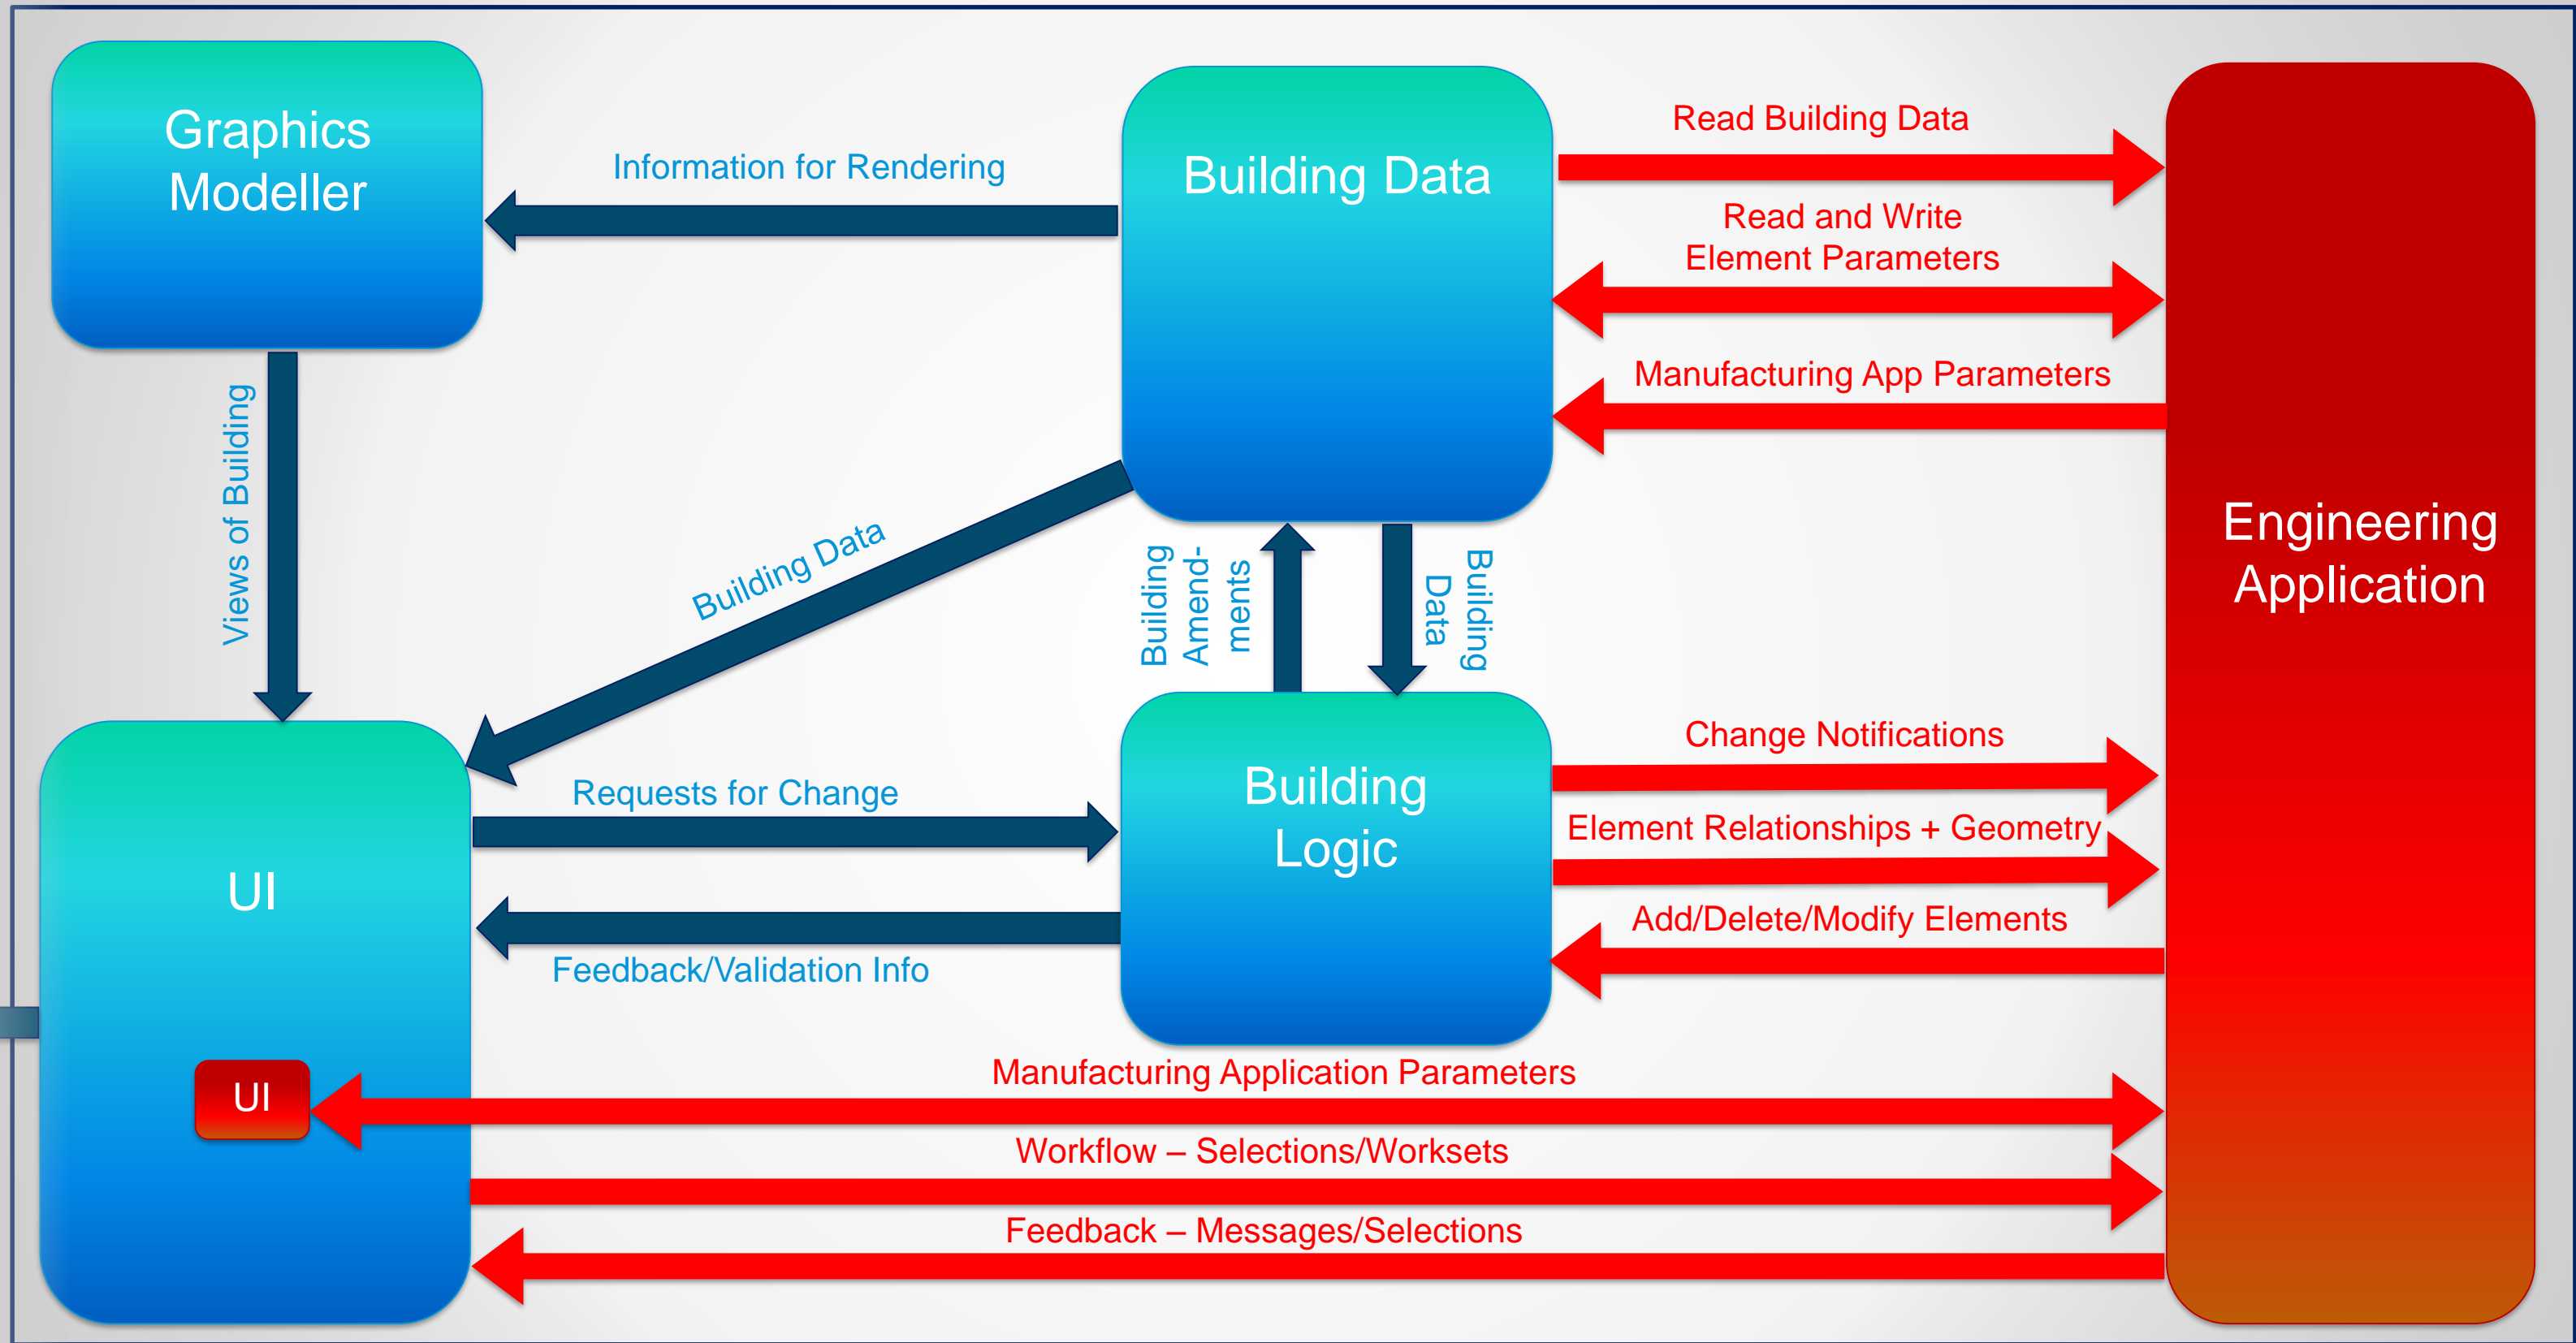 Graphics
Modeller
Information for Rendering
Building Data
Read Building Data
Read and Write
Element Parameters
Manufacturing App Parameters
Views of Building
Building Data
Building
Amend-
ments
Building
Data
Engineering
Application
UI
Requests for Change
Feedback/Validation Info
Building
Logic
Change Notifications
Element Relationships + Geometry
Add/Delete/Modify Elements
UI
Manufacturing Application Parameters
Workflow – Selections/Worksets
Feedback – Messages/Selections